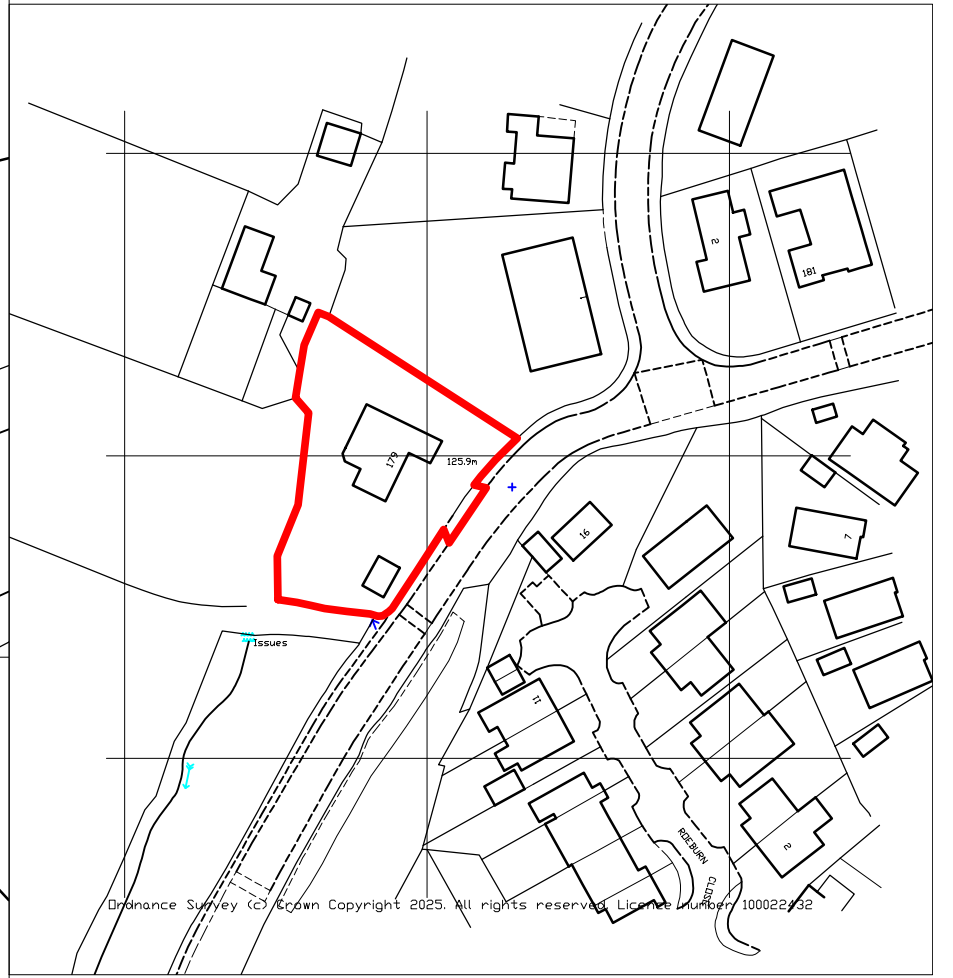 2
181
1
179
125.9m
16
7
Issues
11
ROEBURN
CLOSE
2
Ordnance Survey (c) Crown Copyright 2025. All rights reserved. Licence number 100022432